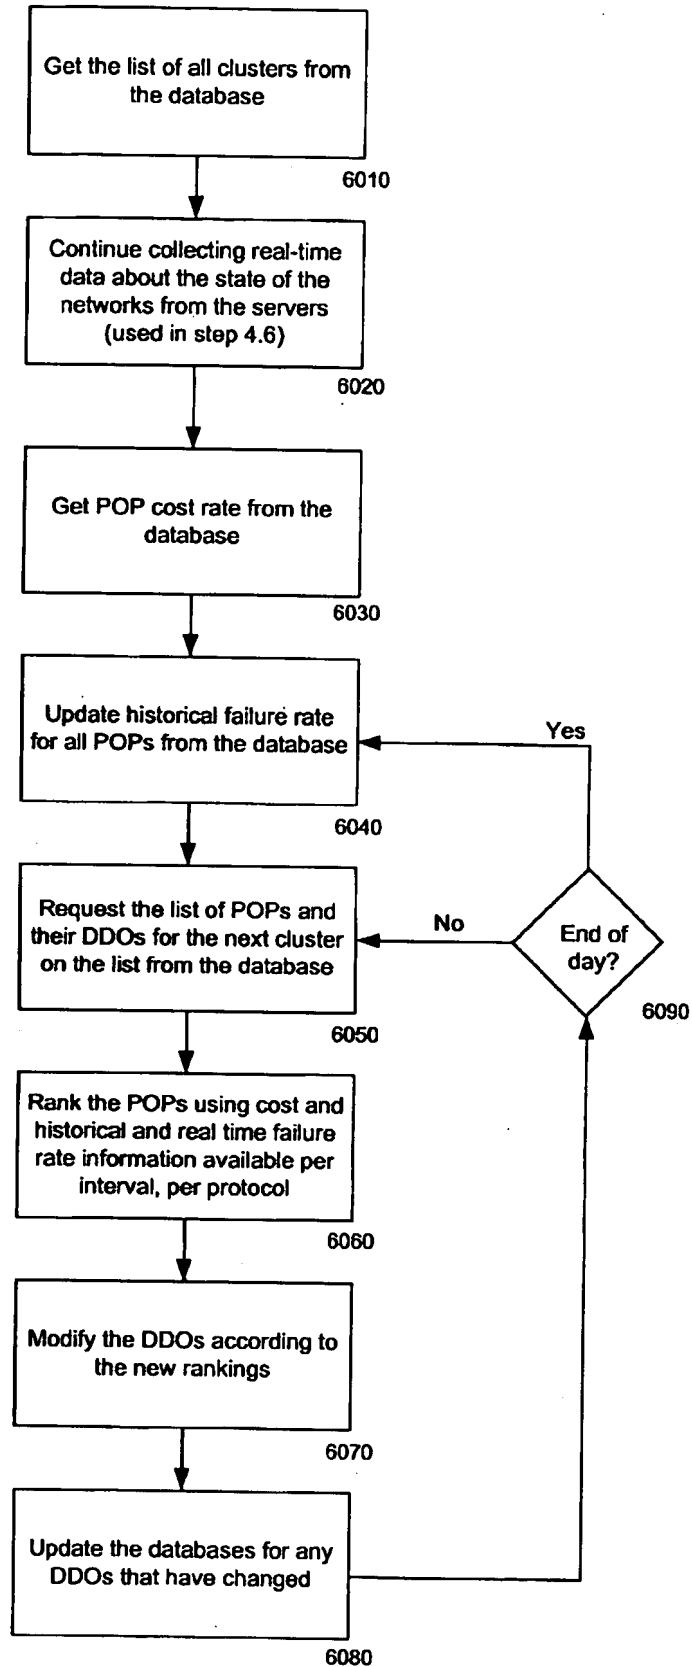 Get the list of all clusters from
the database
6010
Continue collecting real-time
data about the state of the
networks from the servers
(used in step 4.6)
6020
Get POP cost rate from the
database
6030
Update historical failure rate
for all POPs from the database
Yes
6040
Request the list of POPs and
their DDOs for the next cluster
on the list from the database
No
End of
day?
6090
6050
Rank the POPs using cost and
historical and real time failure
rate information available per
interval, per protocol
6060
Modify the DDOs according to
the new rankings
6070
Update the databases for any
DDOs that have changed
6080